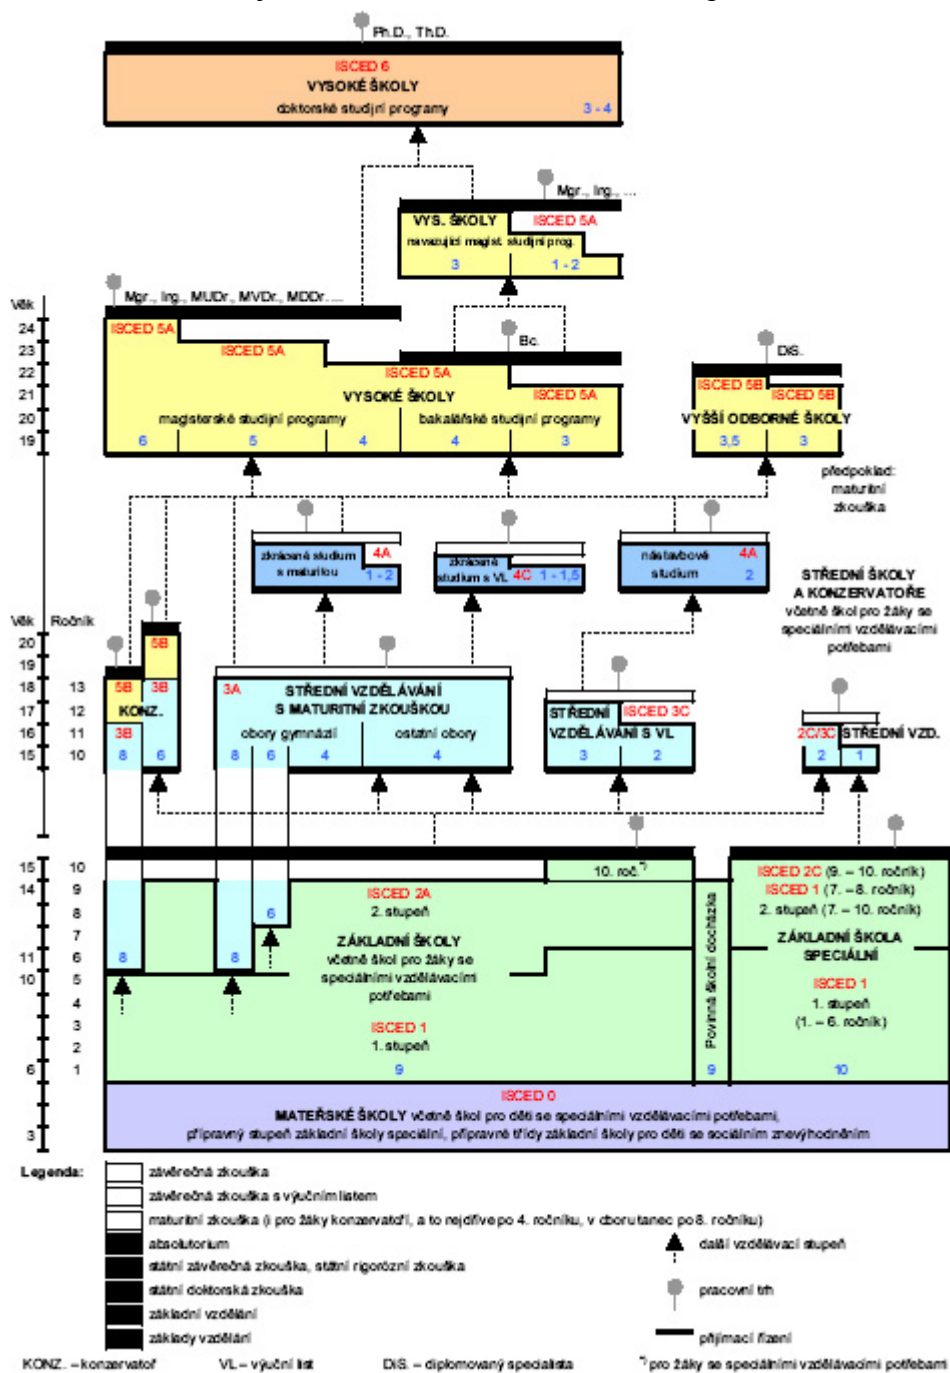 Ph.D., Th.D.
ISCED 6
VYSOKÉ ŠKOLY
doktorské studijní programy
3 - 4
Mgr., Ing., ...
VYS. ŠKOLY
ISCED 5A
navazující magist. studijní prog.
3
1 - 2
Mgr., Ing., MUDr., MVDr., MDDr. ...
Bc.
DiS.
Věk
24
23
22
21
20
19
ISCED 5A
ISCED 5A
ISCED 5A
ISCED 5A
VYSOKÉ ŠKOLY
magisterské studijní programy
bakalářské studijní programy
6
5
4
4
3
ISCED 5B
ISCED 5B
VYŠŠÍ ODBORNÉ ŠKOLY
3,5
3
předpoklad:
maturitní
zkouška
zkrácené studium
s maturitou
4A
1 - 2
zkrácené
studium s VL
4C
1 - 1,5
nástavbové
studium
4A
2
STŘEDNÍ ŠKOLY
A KONZERVATOŘE
včetně škol pro žáky se
speciálními vzdělávacími
potřebami
Věk
Ročník
20
19
18 13
17 12
16 11
15 10
5B
5B
3B
KONZ.
3B
8
6
3A
STŘEDNÍ VZDĚLÁVÁNÍ
S MATURITNÍ ZKOUŠKOU
obory gymnázií
ostatní obory
8
6
4
4
STŘEDNÍ
ISCED 3C
VZDĚLÁVÁNÍ S VL
3
2
2C/3C
STŘEDNÍ VZD.
2
1
15 10
14 9
8
7
11 6
10 5
4
3
2
6 1
3
10. roč.*)
ISCED 2A
2. stupeň
6
8
8
ZÁKLADNÍ ŠKOLY
včetně škol pro žáky se
speciálními vzdělávacími
potřebami
ISCED 1
1. stupeň
9
Povinná školní docházka
9
ISCED 2C (9. – 10. ročník)
ISCED 1 (7. – 8. ročník)
2. stupeň (7. – 10. ročník)
ZÁKLADNÍ ŠKOLA
SPECIÁLNÍ
ISCED 1
1. stupeň
(1. – 6. ročník)
10
ISCED 0
MATEŘSKÉ ŠKOLY včetně škol pro děti se speciálními vzdělávacími potřebami,
přípravný stupeň základní školy speciální, přípravné třídy základní školy pro děti se sociálním znevýhodněním
Legenda:
závěrečná zkouška
závěrečná zkouška s výučním listem
maturitní zkouška (i pro žáky konzervatoří, a to nejdříve po 4. ročníku, v oboru tanec po 8. ročníku)
absolutorium
státní závěrečná zkouška, státní rigorózní zkouška
státní doktorská zkouška
základní vzdělání
základy vzdělání
další vzdělávací stupeň
pracovní trh
přijímací řízení
KONZ. – konzervatoř
VL – výuční list
DiS. – diplomovaný specialista
*) pro žáky se speciálními vzdělávacími potřebami